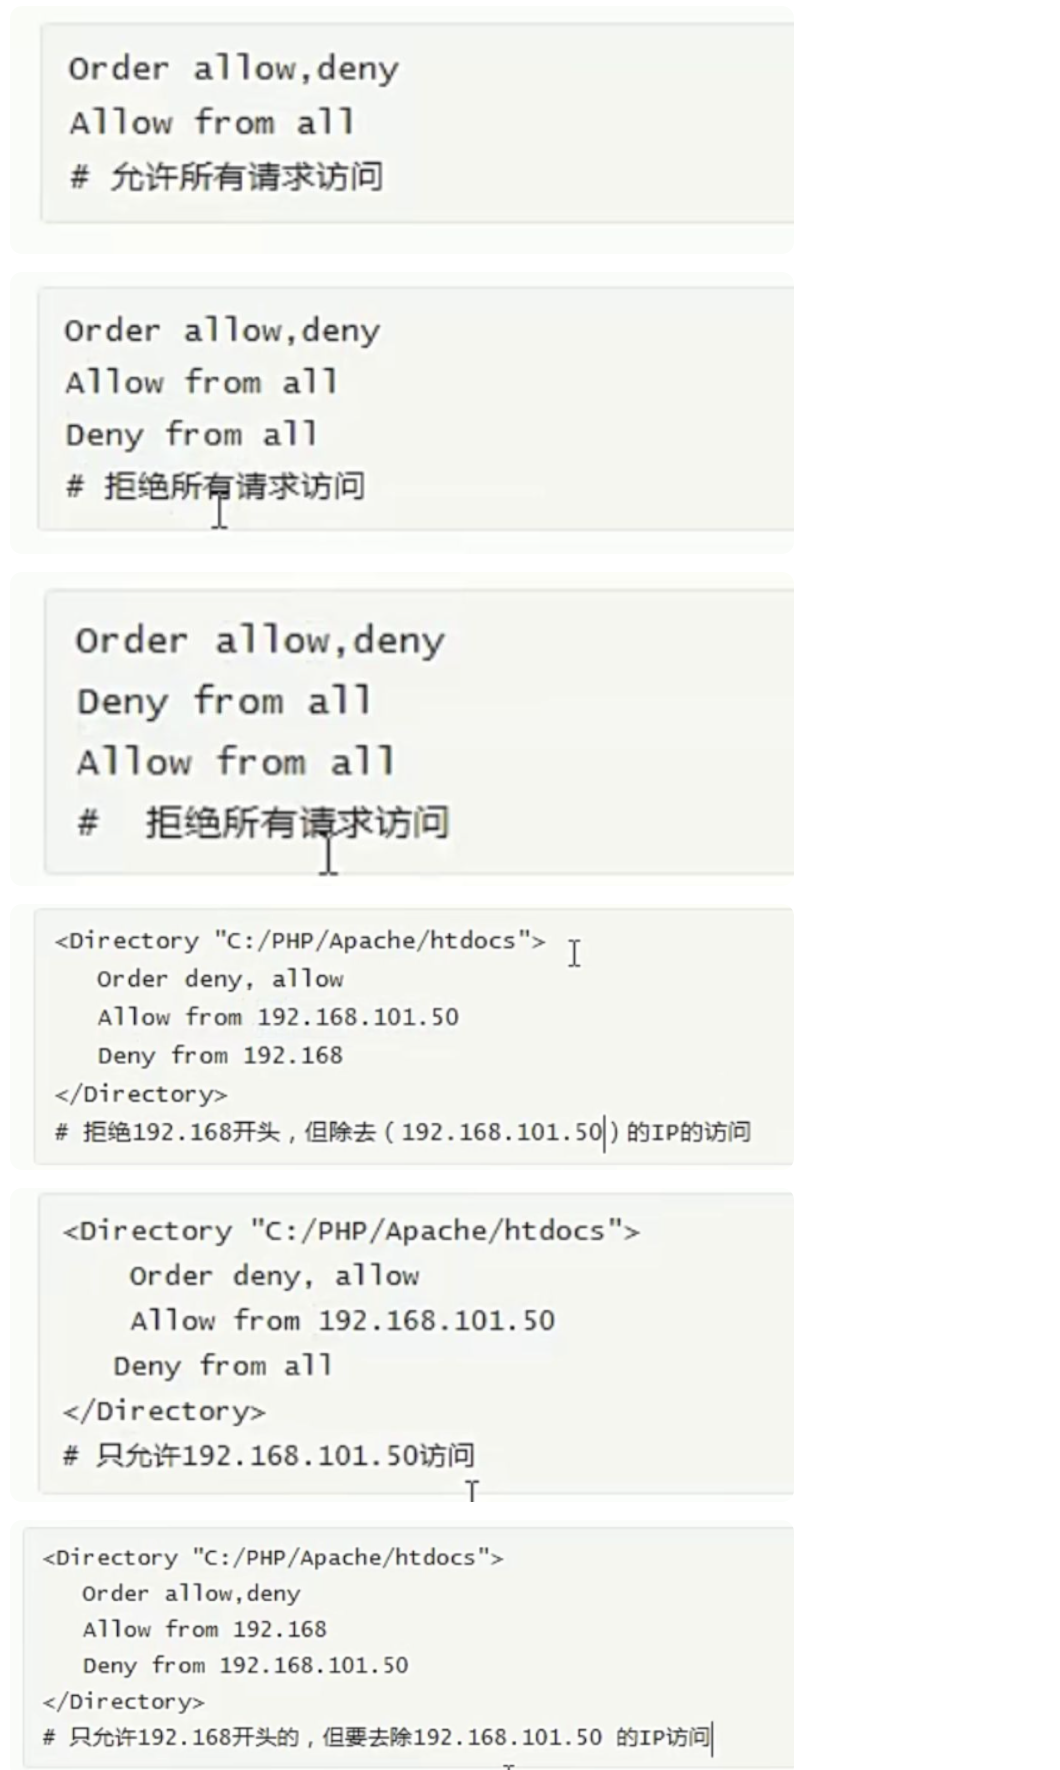 Order allow,deny
Allow from all
# 允许所有请求访问
Order allow,deny
Allow from all
Deny from all
# 拒绝所有请求访问
Order allow,deny
Deny from all
Allow from all
#  拒绝所有请求访问
<Directory "C:/PHP/Apache/htdocs">
   Order deny, allow
   Allow from 192.168.101.50
   Deny from 192.168
</Directory>
# 拒绝192.168开头，但除去（192.168.101.50）的IP的访问
<Directory "C:/PHP/Apache/htdocs">
    Order deny, allow
    Allow from 192.168.101.50
   Deny from all
</Directory>
# 只允许192.168.101.50访问
<Directory "C:/PHP/Apache/htdocs">
   Order allow,deny
   Allow from 192.168
   Deny from 192.168.101.50
</Directory>
# 只允许192.168开头的，但要去除192.168.101.50 的IP访问